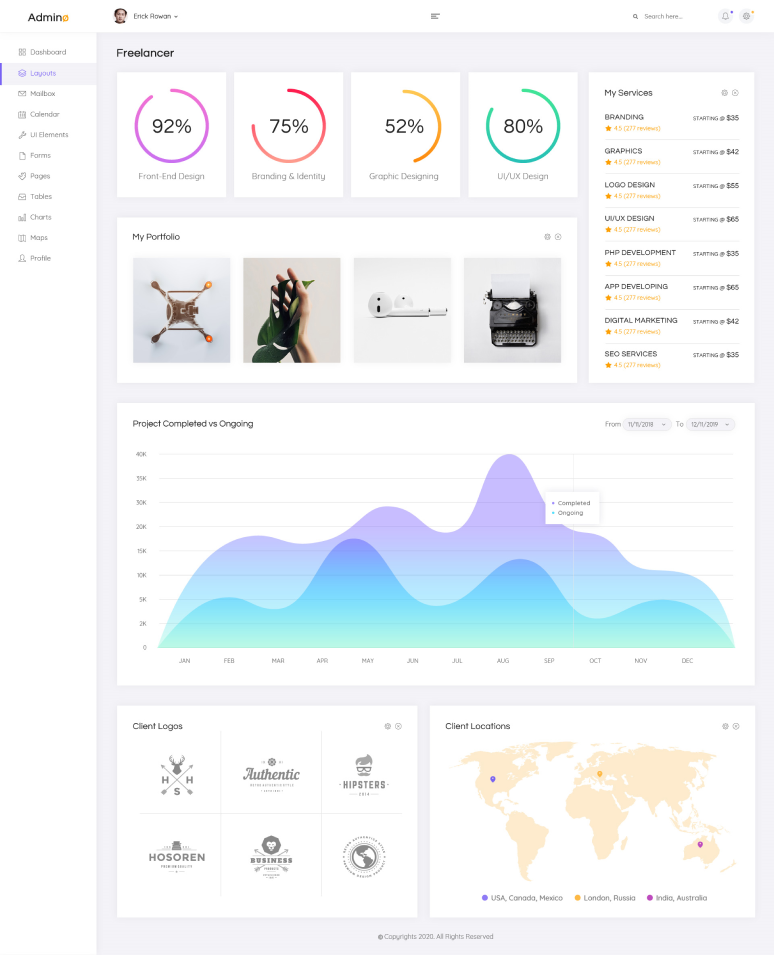 Adminø
Erick Rowan
Search here...
Dashboard
Layouts
Mailbox
Calendar
UI Elements
Forms
Pages
Tables
Charts
Maps
Profile
Freelancer
92%
Front-End Design
75%
Branding & Identity
52%
Graphic Designing
80%
UI/UX Design
My Services
BRANDING STARTING @ $35
4.5 (277 reviews)
GRAPHICS STARTING @ $42
4.5 (277 reviews)
LOGO DESIGN STARTING @ $55
4.5 (277 reviews)
UI/UX DESIGN STARTING @ $65
4.5 (277 reviews)
PHP DEVELOPMENT STARTING @ $35
4.5 (277 reviews)
APP DEVELOPING STARTING @ $65
4.5 (277 reviews)
DIGITAL MARKETING STARTING @ $42
4.5 (277 reviews)
SEO SERVICES STARTING @ $35
4.5 (277 reviews)
My Portfolio
Project Completed vs Ongoing
From 11/11/2018 To 12/11/2019
40K
35K
30K
20K
15K
10K
5K
2K
0
Completed
Ongoing
JAN FEB MAR APR MAY JUN JUL AUG SEP OCT NOV DEC
Client Logos
H H
S
Authentic
HIPSTERS
2014
HOSOREN
PREMIUM QUALITY
BUSINESS
Client Locations
USA, Canada, Mexico
London, Russia
India, Australia
© Copyrights 2020. All Rights Reserved